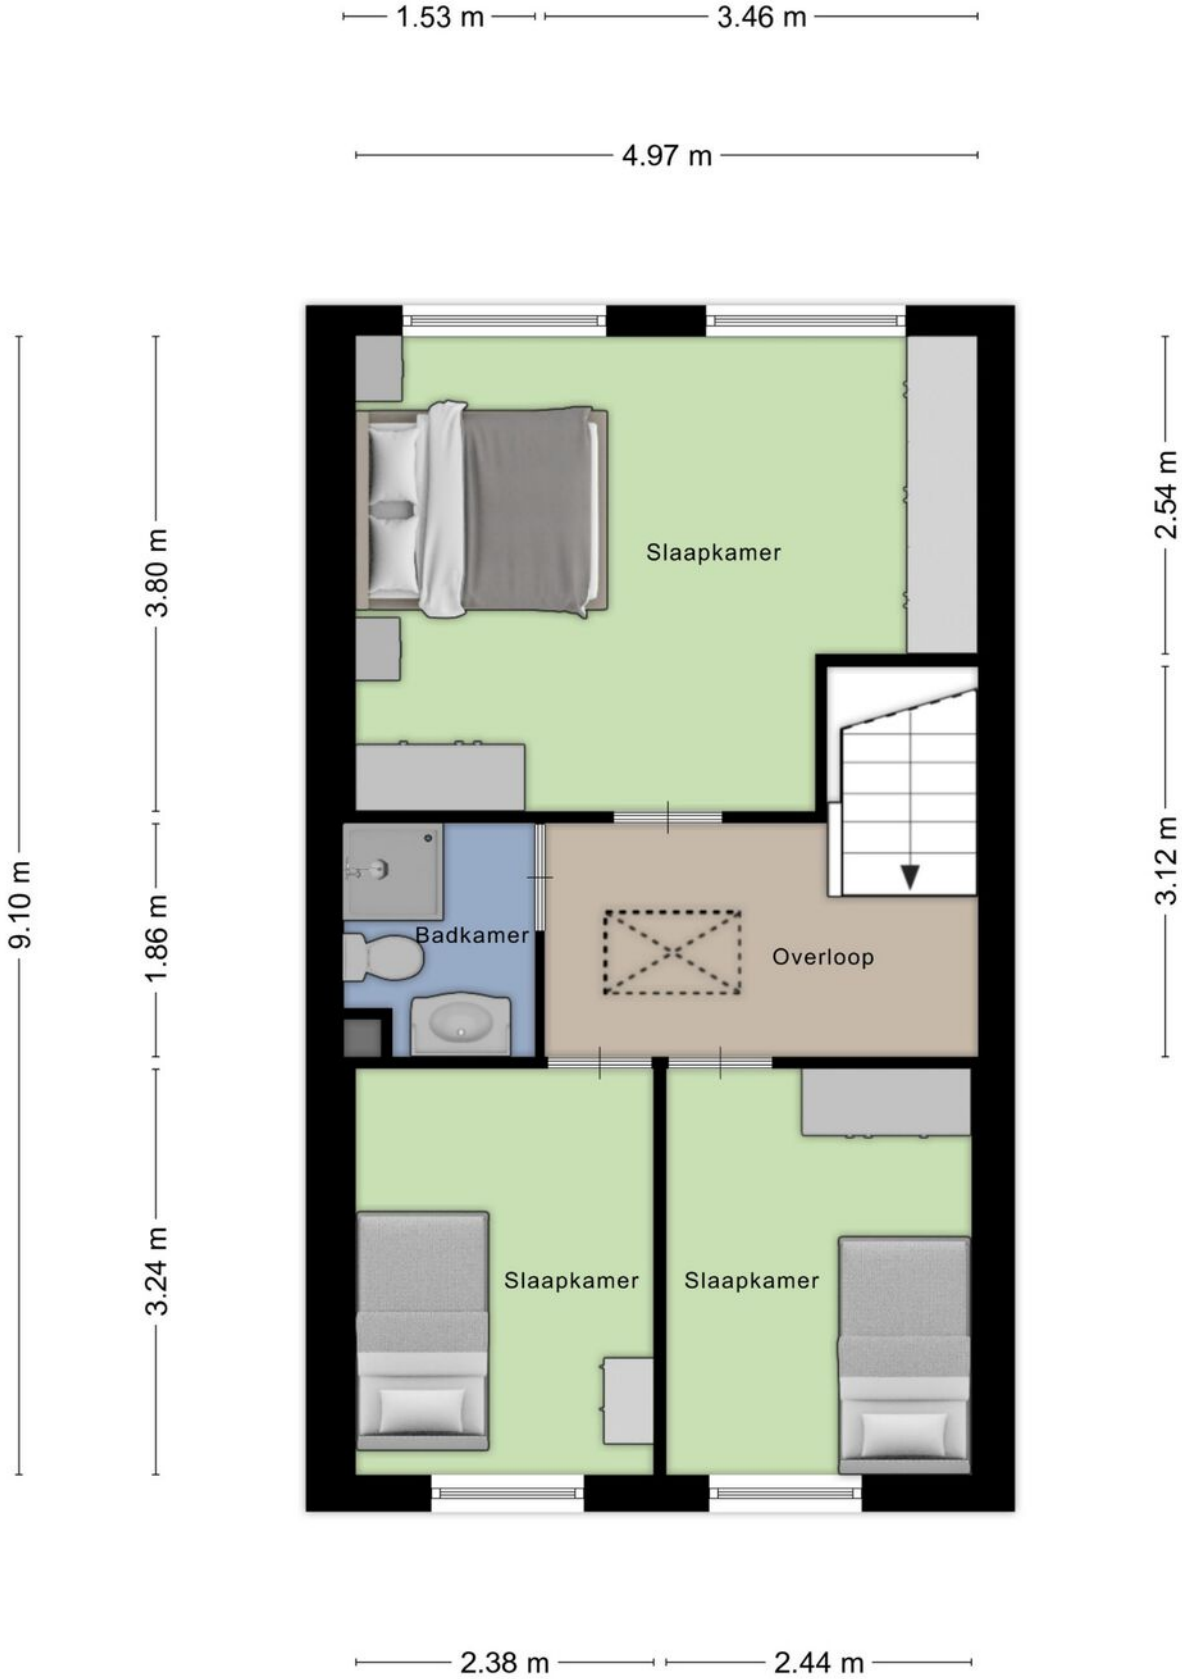 1.53 m
3.46 m
4.97 m
2.54 m
3.80 m
Slaapkamer
9.10 m
1.86 m
3.12 m
Badkamer
Overloop
3.24 m
Slaapkamer
Slaapkamer
2.38 m
2.44 m